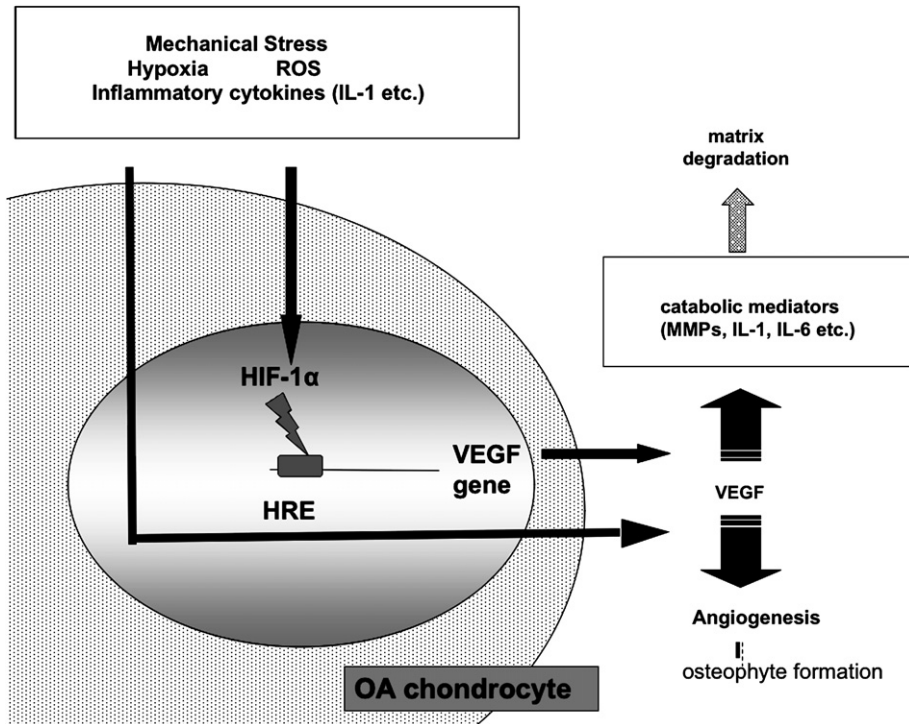 Mechanical Stress
Hypoxia ROS
Inflammatory cytokines (IL-1 etc.)
matrix
degradation
catabolic mediators
(MMPs, IL-1, IL-6 etc.)
HIF-1α
VEGF
gene
HRE
VEGF
Angiogenesis
osteophyte formation
OA chondrocyte